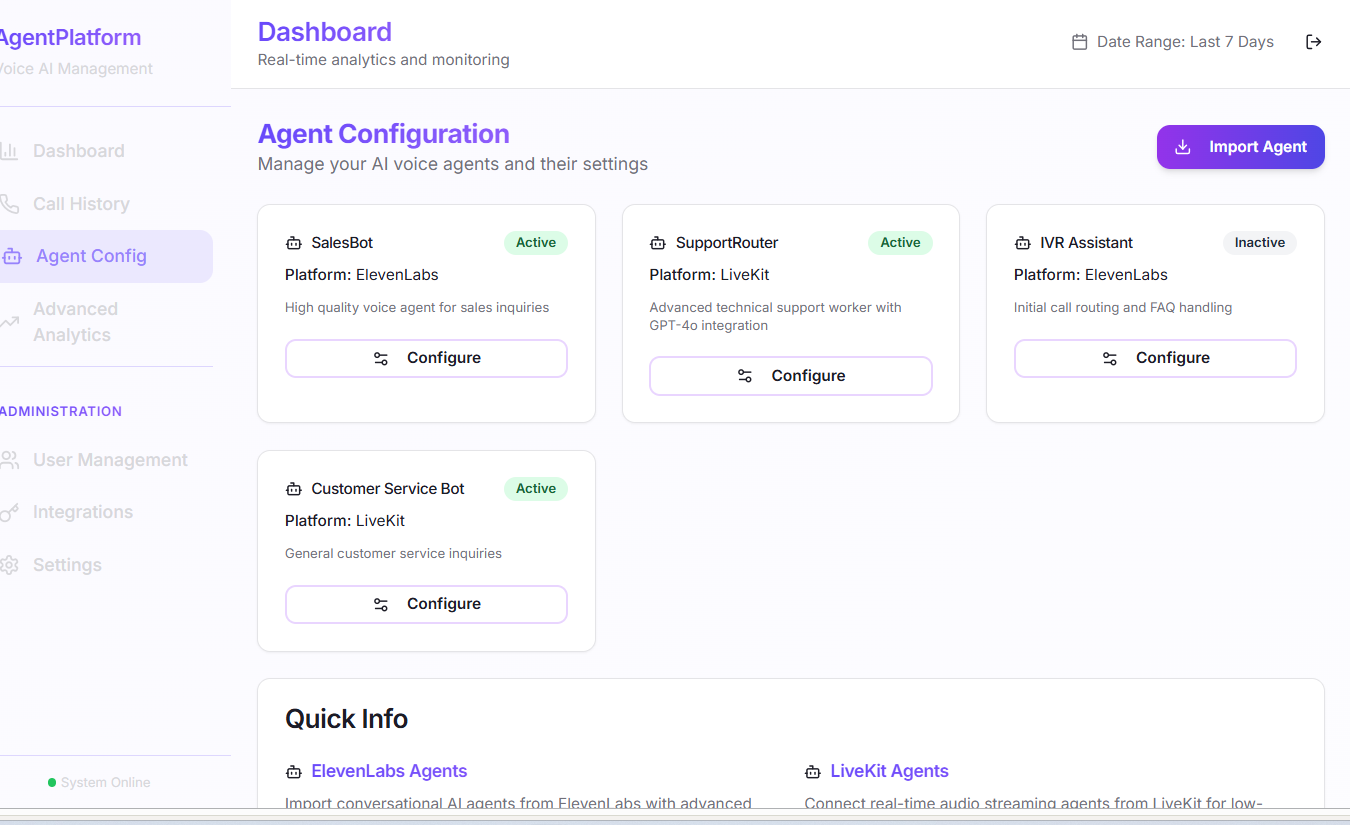 AgentPlatform
Voice AI Management
Dashboard
Call History
Agent Config
Advanced
Analytics
ADMINISTRATION
User Management
Integrations
Settings
System Online
Dashboard
Real-time analytics and monitoring
Date Range: Last 7 Days
Agent Configuration
Manage your AI voice agents and their settings
Import Agent
SalesBot
Active
Platform: ElevenLabs
High quality voice agent for sales inquiries
Configure
SupportRouter
Active
Platform: LiveKit
Advanced technical support worker with
GPT-4o integration
Configure
IVR Assistant
Inactive
Platform: ElevenLabs
Initial call routing and FAQ handling
Configure
Customer Service Bot
Active
Platform: LiveKit
General customer service inquiries
Configure
Quick Info
ElevenLabs Agents
Import conversational AI agents from ElevenLabs with advanced
LiveKit Agents
Connect real-time audio streaming agents from LiveKit for low-